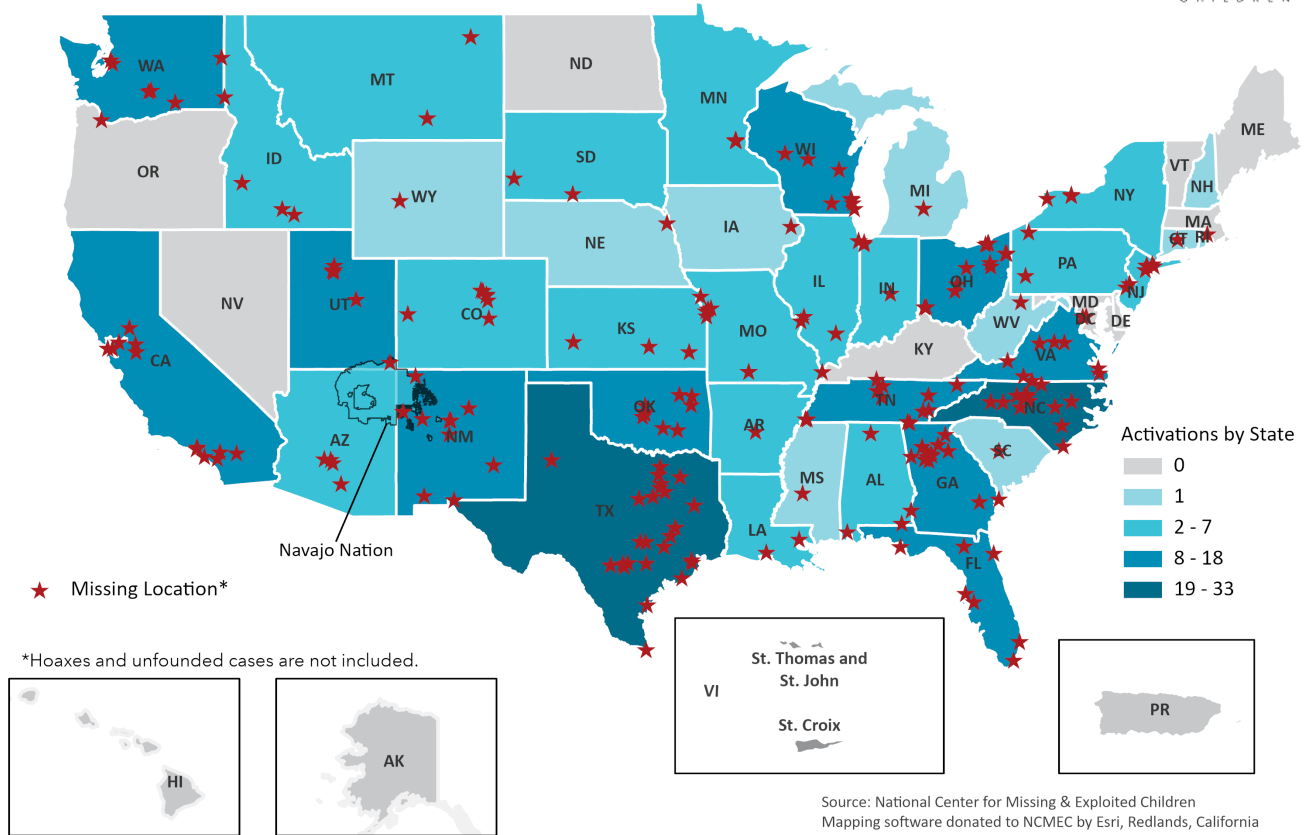 CHILDREN
WA
MT
ND
MN
ME
OR
ID
SD
WI
VT
NH
NY
WY
MI
MA
CT
RI
IA
NE
PA
NV
UT
CO
IL
IN
OH
NJ
MD
DC
DE
WV
KS
MO
KY
VA
CA
AZ
NM
OK
AR
TN
NC
MS
AL
GA
SC
TX
LA
FL
Navajo Nation
Activations by State
0
1
2 - 7
8 - 18
19 - 33
Missing Location*
*Hoaxes and unfounded cases are not included.
HI
AK
St. Thomas and
St. John
VI
St. Croix
PR
Source: National Center for Missing & Exploited Children
Mapping software donated to NCMEC by Esri, Redlands, California